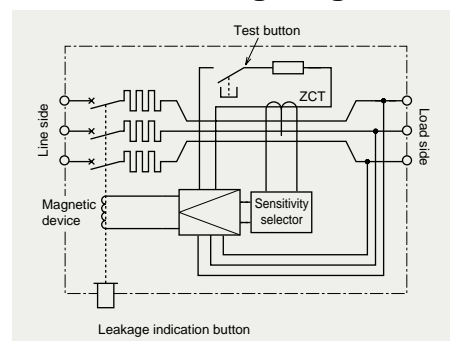 Test button
ZCT
Line side
Load side
Magnetic
device
Sensitivity
selector
Leakage indication button